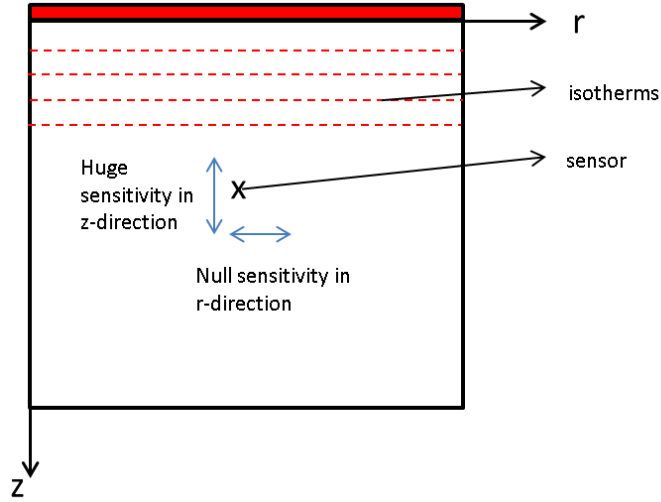 r
isotherms
sensor
Huge
sensitivity in
z-direction
x
Null sensitivity in
r-direction
z